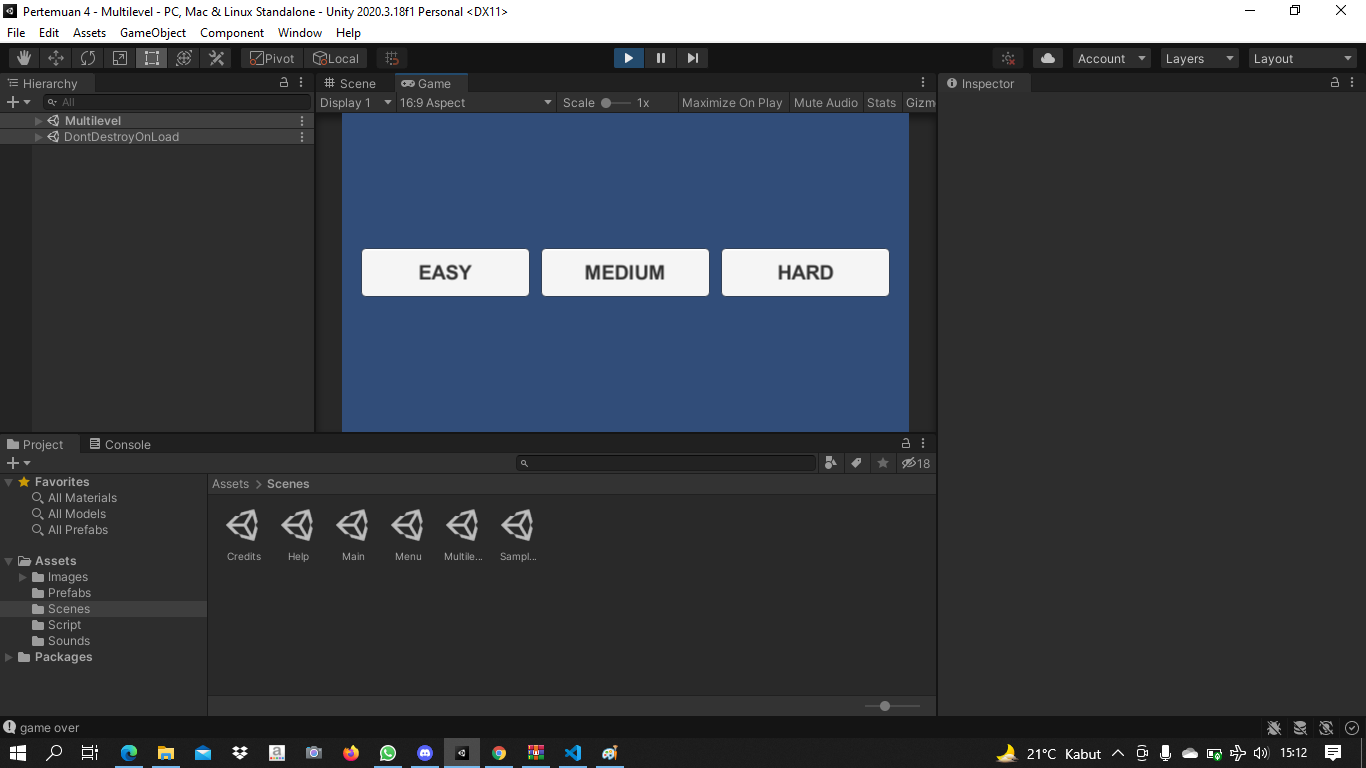 Pertemuan 4 - Multilevel - PC, Mac & Linux Standalone - Unity 2020.3.18f1 Personal <DX11>
File Edit Assets GameObject Component Window Help
Pivot Local Account Layers Layout
Hierarchy Scene Game Inspector
All Display 1 16:9 Aspect Scale 1x Maximize On Play Mute Audio Stats Gizm
Multilevel
DontDestroyOnLoad
EASY MEDIUM HARD
Project Console
18
Favorites
All Materials
All Models
All Prefabs
Assets
Images
Prefabs
Scenes
Script
Sounds
Packages
Assets > Scenes
Credits Help Main Menu Multile... Sampl...
game over
21°C Kabut 15:12